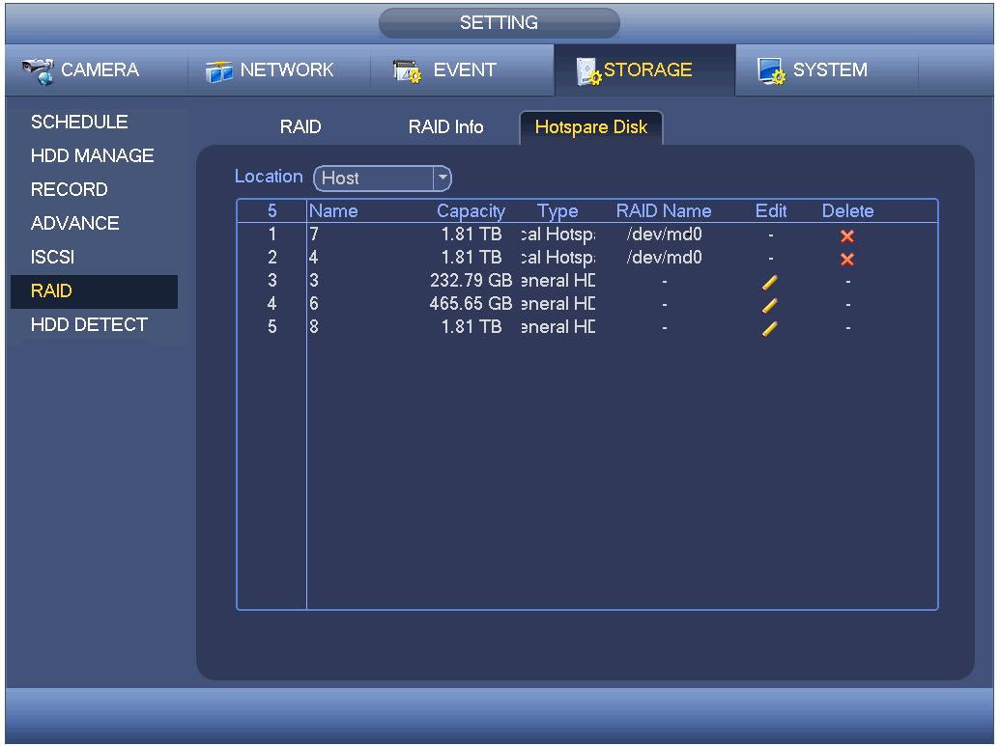 SETTING
CAMERA NETWORK EVENT STORAGE SYSTEM
SCHEDULE
HDD MANAGE
RECORD
ADVANCE
ISCSI
RAID
HDD DETECT
RAID RAID Info Hotspare Disk
Location Host
5 Name Capacity Type RAID Name Edit Delete
1 7 1.81 TB cal Hotsp /dev/md0 -
2 4 1.81 TB cal Hotsp /dev/md0 -
3 3 232.79 GB eneral HD - -
4 6 465.65 GB eneral HD - -
5 8 1.81 TB eneral HD - -